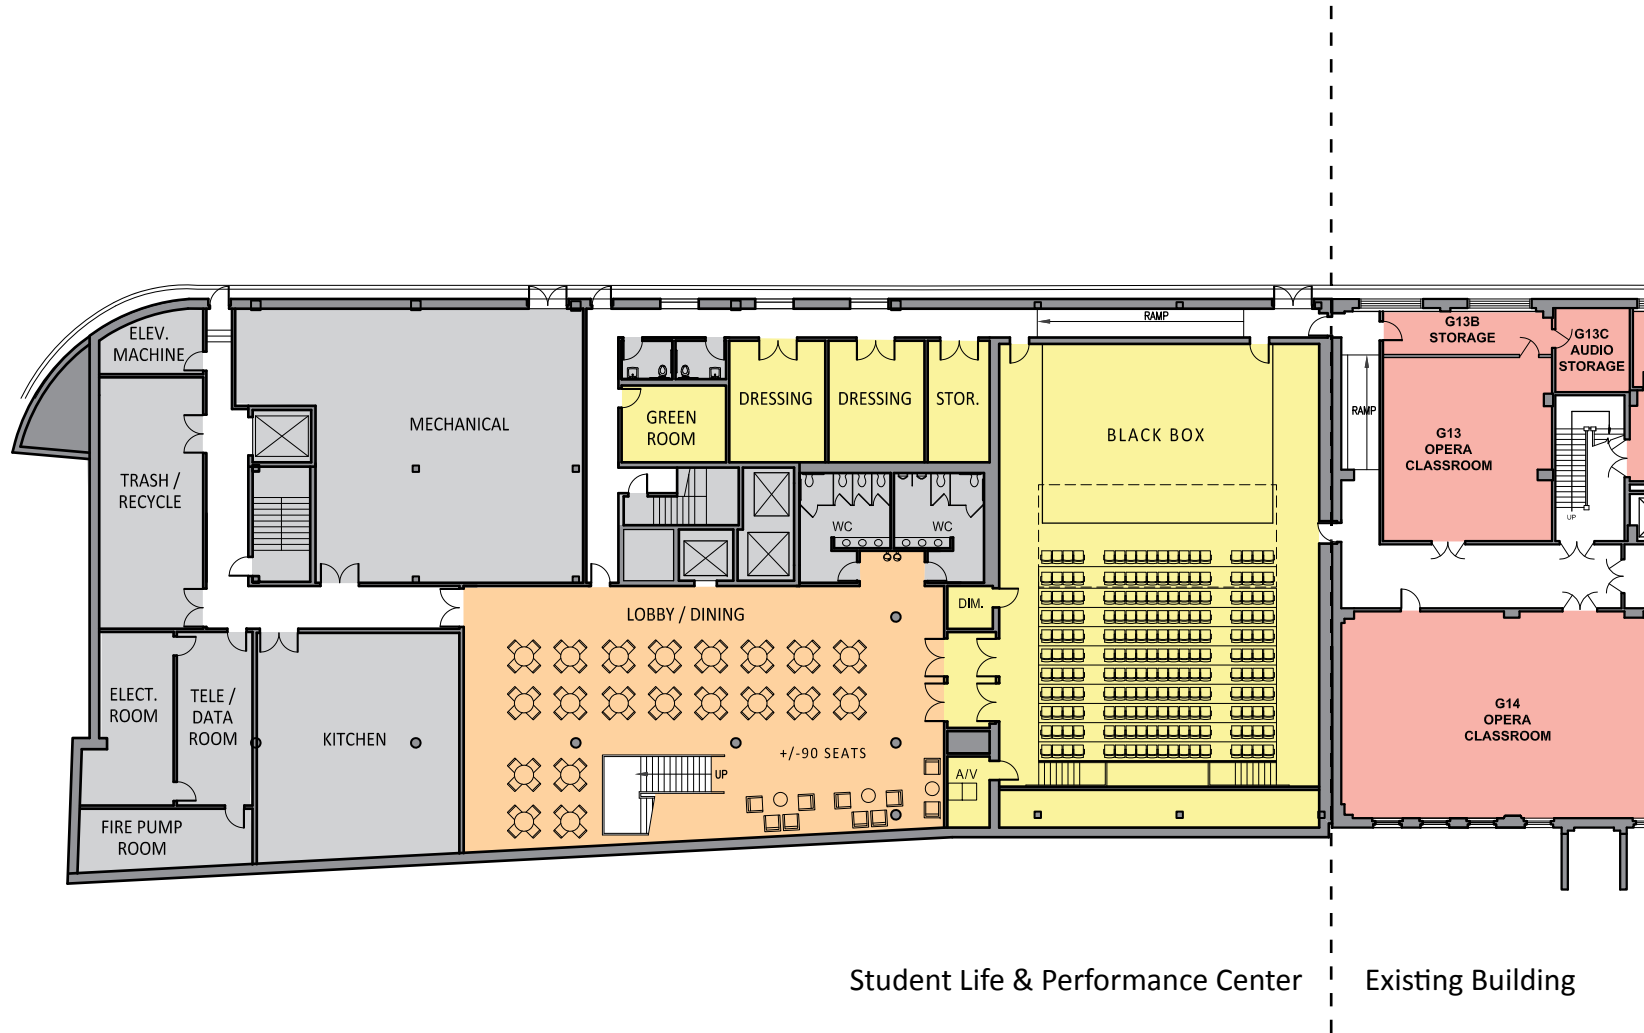 RAMP
G13B
STORAGE
G13C
AUDIO
STORAGE
ELEV.
MACHINE
DRESSING
DRESSING
STOR.
GREEN
ROOM
MECHANICAL
BLACK BOX
RAMP
G13
OPERA
CLASSROOM
TRASH /
RECYCLE
WC
WC
UP
DIM.
LOBBY / DINING
ELECT.
ROOM
TELE /
DATA
ROOM
KITCHEN
+/-90 SEATS
UP
A/V
G14
OPERA
CLASSROOM
FIRE PUMP
ROOM
Student Life & Performance Center
Existing Building